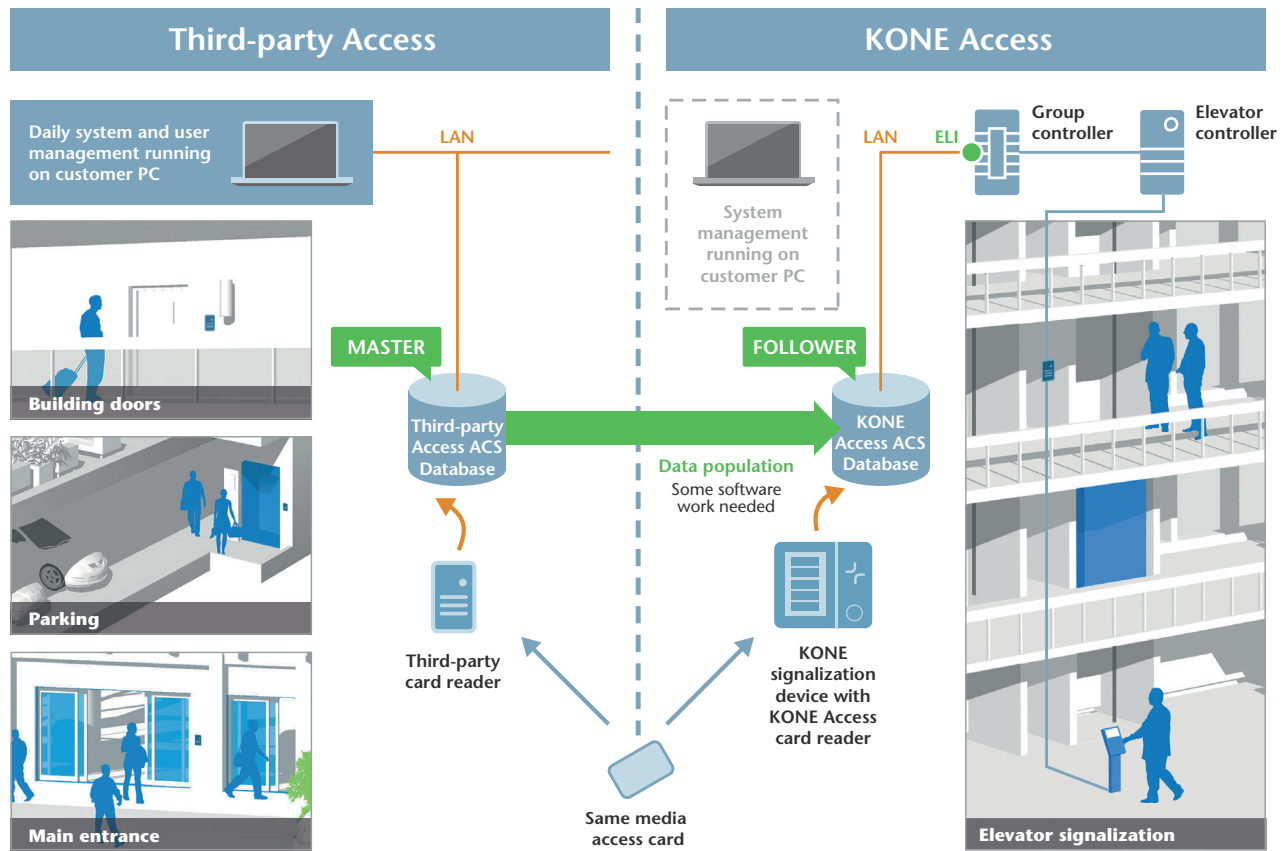 Third-party Access
KONE Access
Daily system and user
management running
on customer PC
LAN
System
management
running on
customer PC
LAN
ELI
Group
controller
Elevator
controller
Building doors
Parking
Main entrance
MASTER
Third-party
Access ACS
Database
Data population
Some software
work needed
FOLLOWER
KONE
Access ACS
Database
Third-party
card reader
KONE
signalization
device with
KONE Access
card reader
Same media
access card
Elevator signalization